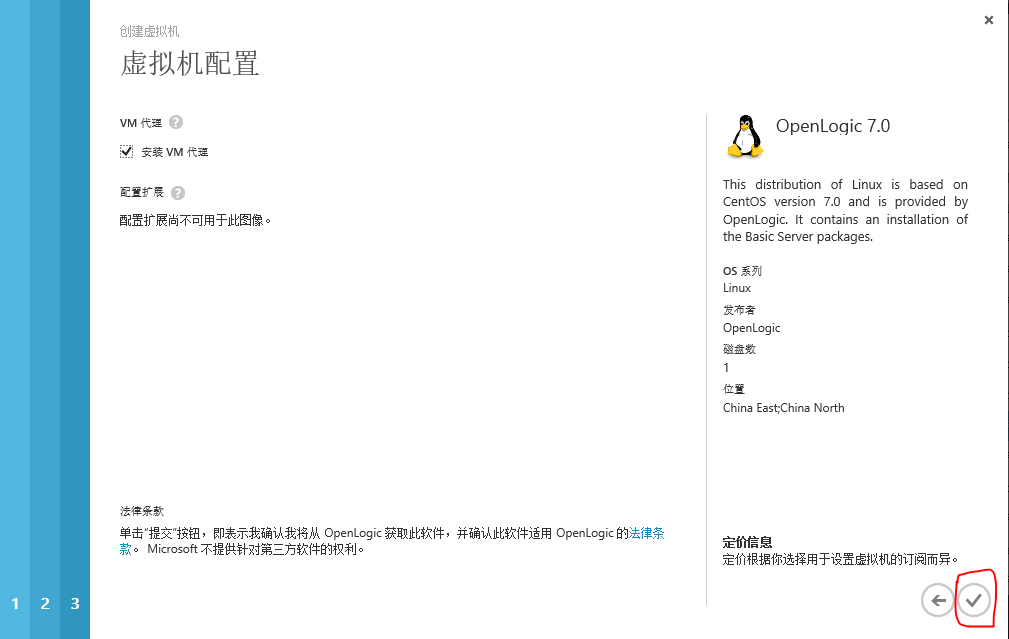 创建虚拟机
虚拟机配置
VM 代理
安装 VM 代理
配置扩展
配置扩展尚不可用于此图像。
法律条款
单击“提交”按钮，即表示我确认我将从 OpenLogic 获取此软件，并确认此软件适用 OpenLogic 的法律条
款。 Microsoft 不提供针对第三方软件的权利。
OpenLogic 7.0
This distribution of Linux is based on
CentOS version 7.0 and is provided by
OpenLogic. It contains an installation of
the Basic Server packages.
OS 系列
Linux
发布者
OpenLogic
磁盘数
1
位置
China East;China North
定价信息
定价根据你选择用于设置虚拟机的订阅而异。
1 2 3